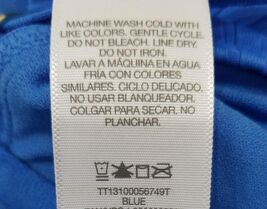 MACHINE WASH COLD WITH
LIKE COLORS. GENTLE CYCLE.
DO NOT BLEACH. LINE DRY.
DO NOT IRON.
LAVAR A MÁQUINA EN AGUA
FRÍA CON COLORES
SIMILARES. CICLO DELICADO.
NO USAR BLANQUEADOR.
COLGAR PARA SECAR. NO
PLANCHAR.
TT13100056749T
BLUE